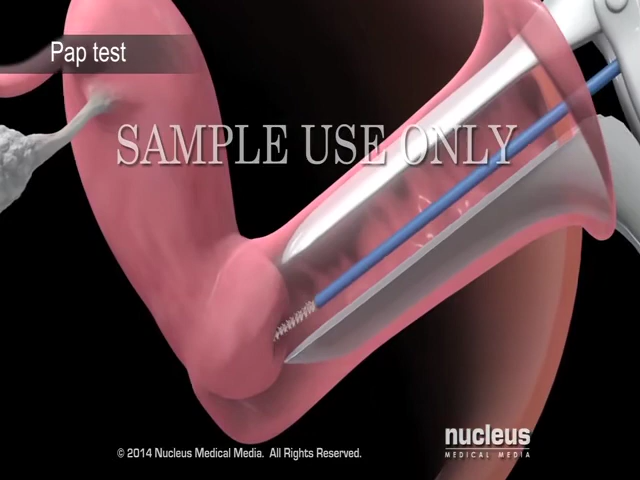 Pap test
SAMPLE USE ONLY
© 2014 Nucleus Medical Media. All Rights Reserved.
nucleus
MEDICAL MEDIA